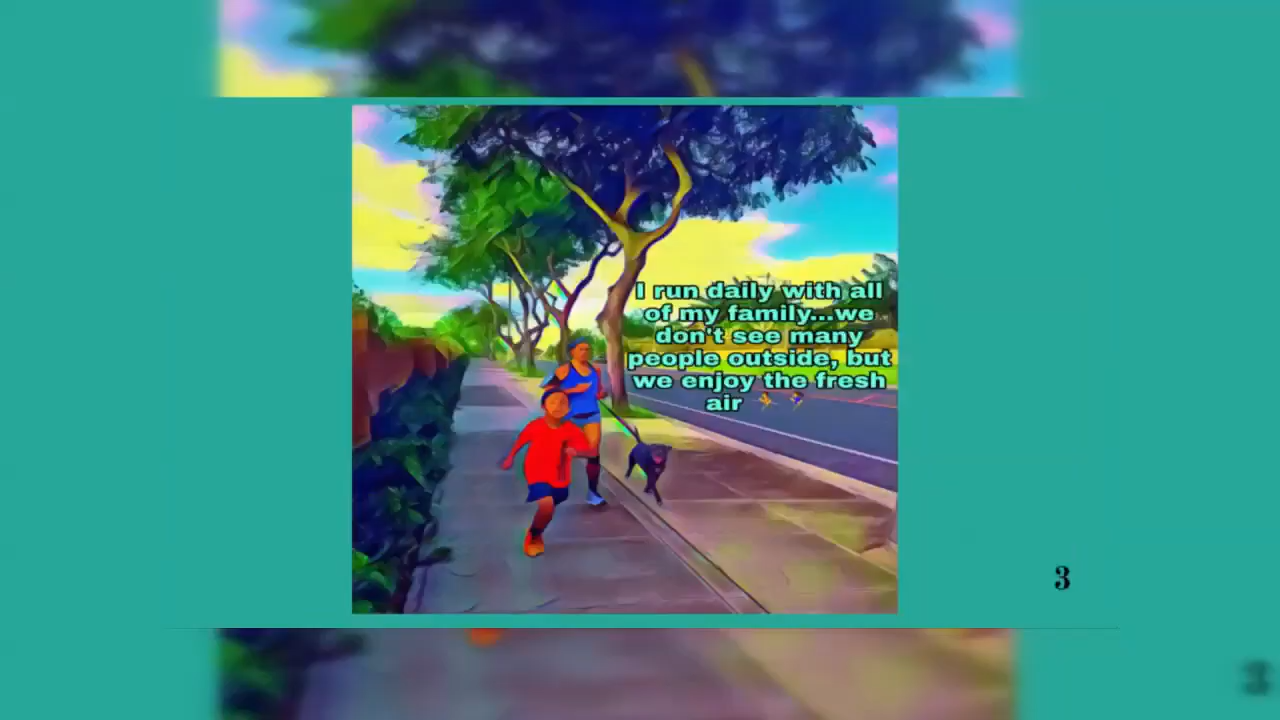 I run daily with all
of my family...we
don't see many
people outside, but
we enjoy the fresh
air 🏃 🏃
3
3